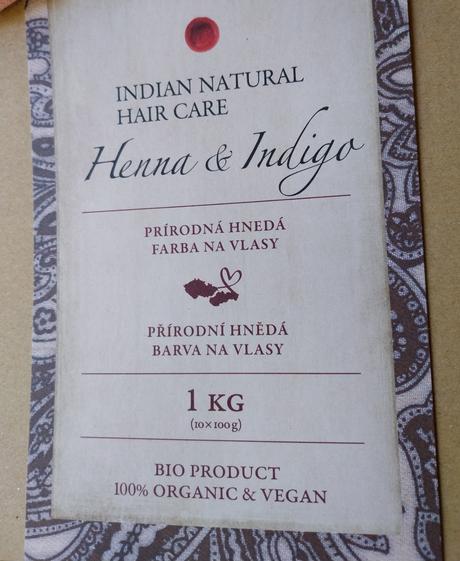 INDIAN NATURAL
HAIR CARE
Henna & Indigo
PRÍRODNÁ HNEDÁ
FARBA NA VLASY
PŘÍRODNÍ HNĚDÁ
BARVA NA VLASY
1 KG
(10×100g)
BIO PRODUCT
100% ORGANIC & VEGAN